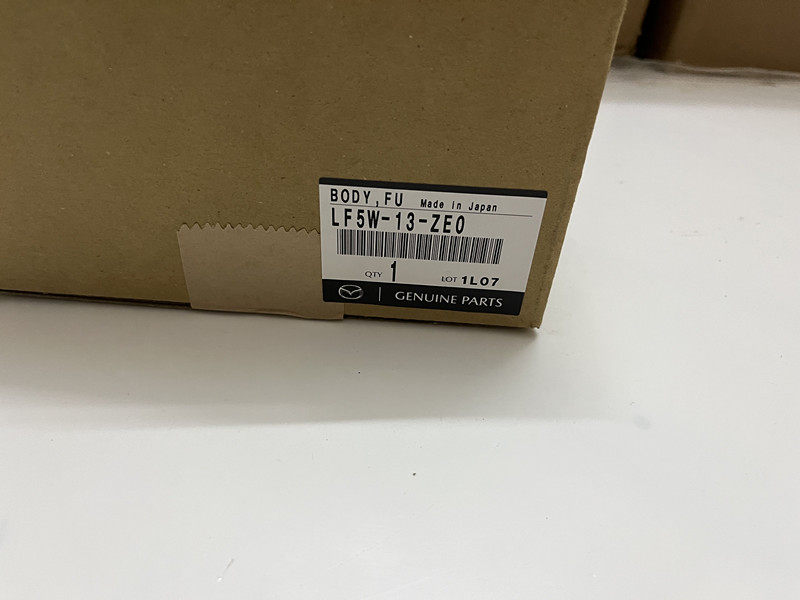 BODY,FU Made in Japan
LF5W-13-ZE0
QTY 1 LOT 1L07
GENUINE PARTS